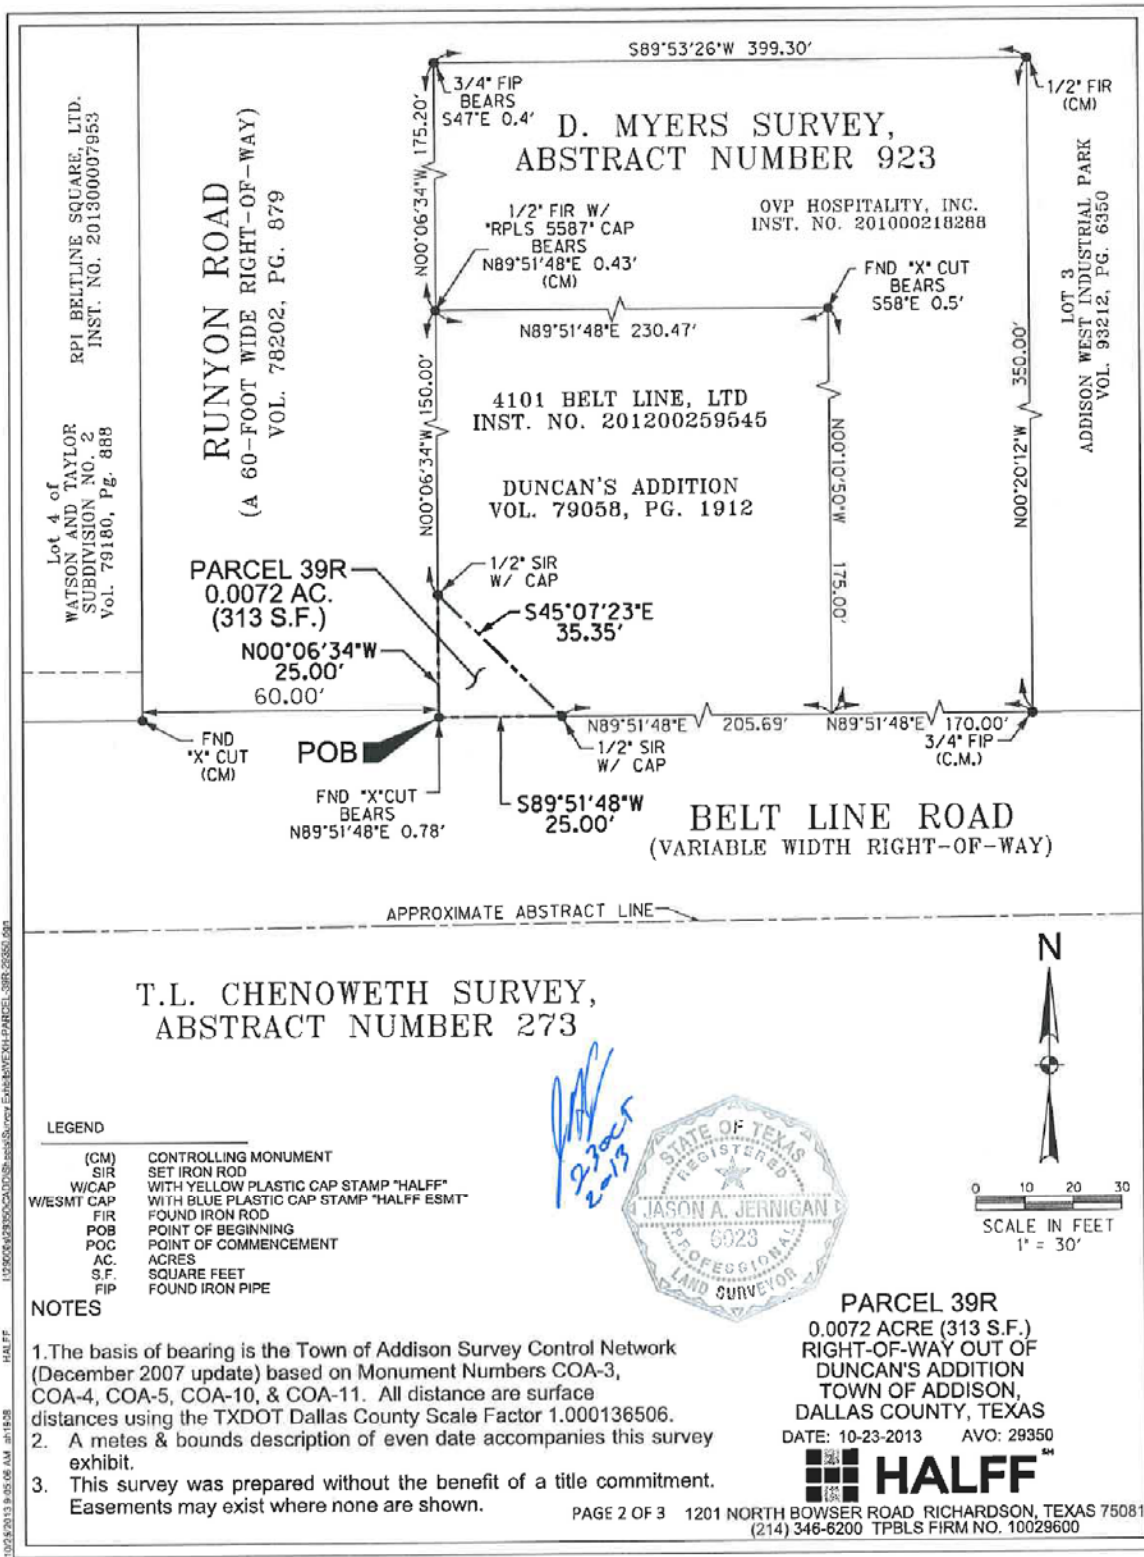 S89°53'26"W 399.30'
3/4" FIP
BEARS
S47°E 0.4'
1/2" FIR
(CM)
D. MYERS SURVEY,
ABSTRACT NUMBER 923
RPI BELTLINE SQUARE, LTD.
INST. NO. 201300007953
RUNYON ROAD
(A 60-FOOT WIDE RIGHT-OF-WAY)
VOL. 78202, PG. 879
N00°06'34"W 175.20'
1/2" FIR W/
"RPLS 5587" CAP
BEARS
N89°51'48"E 0.43'
(CM)
OVP HOSPITALITY, INC.
INST. NO. 201000218288
FND "X" CUT
BEARS
S58°E 0.5'
LOT 3
ADDISON WEST INDUSTRIAL PARK
VOL. 93212, PG. 6350
N89°51'48"E 230.47'
N00°20'12"W 350.00'
Lot 4 of
WATSON AND TAYLOR
SUBDIVISION NO. 2
Vol. 79180, Pg. 888
N00°06'34"W 150.00'
4101 BELT LINE, LTD
INST. NO. 201200259545
DUNCAN'S ADDITION
VOL. 79058, PG. 1912
N00°10'50"W 175.00'
PARCEL 39R
0.0072 AC.
(313 S.F.)
1/2" SIR
W/ CAP
S45°07'23"E
35.35'
N00°06'34"W
25.00'
60.00'
FND
"X" CUT
(CM)
POB
N89°51'48"E 205.69'
N89°51'48"E 170.00'
1/2" SIR
W/ CAP
3/4" FIP
(C.M.)
FND "X"CUT
BEARS
N89°51'48"E 0.78'
S89°51'48"W
25.00'
BELT LINE ROAD
(VARIABLE WIDTH RIGHT-OF-WAY)
APPROXIMATE ABSTRACT LINE
T.L. CHENOWETH SURVEY,
ABSTRACT NUMBER 273
N
23 OCT
2013
STATE OF TEXAS
REGISTERED
JASON A. JERNIGAN
6023
PROFESSIONAL
LAND SURVEYOR
0 10 20 30
SCALE IN FEET
1" = 30'
LEGEND
(CM) CONTROLLING MONUMENT
SIR SET IRON ROD
W/CAP WITH YELLOW PLASTIC CAP STAMP "HALFF"
W/ESMT CAP WITH BLUE PLASTIC CAP STAMP "HALFF ESMT"
FIR FOUND IRON ROD
POB POINT OF BEGINNING
POC POINT OF COMMENCEMENT
AC. ACRES
S.F. SQUARE FEET
FIP FOUND IRON PIPE
NOTES
1.The basis of bearing is the Town of Addison Survey Control Network
(December 2007 update) based on Monument Numbers COA-3,
COA-4, COA-5, COA-10, & COA-11. All distance are surface
distances using the TXDOT Dallas County Scale Factor 1.000136506.
2. A metes & bounds description of even date accompanies this survey
exhibit.
3. This survey was prepared without the benefit of a title commitment.
Easements may exist where none are shown.
PARCEL 39R
0.0072 ACRE (313 S.F.)
RIGHT-OF-WAY OUT OF
DUNCAN'S ADDITION
TOWN OF ADDISON,
DALLAS COUNTY, TEXAS
DATE: 10-23-2013 AVO: 29350
HALFF
SM
PAGE 2 OF 3 1201 NORTH BOWSER ROAD RICHARDSON, TEXAS 75081
(214) 346-6200 TPBLS FIRM NO. 10029600
10/23/2013 9:05:06 AM ah1908 HALFF